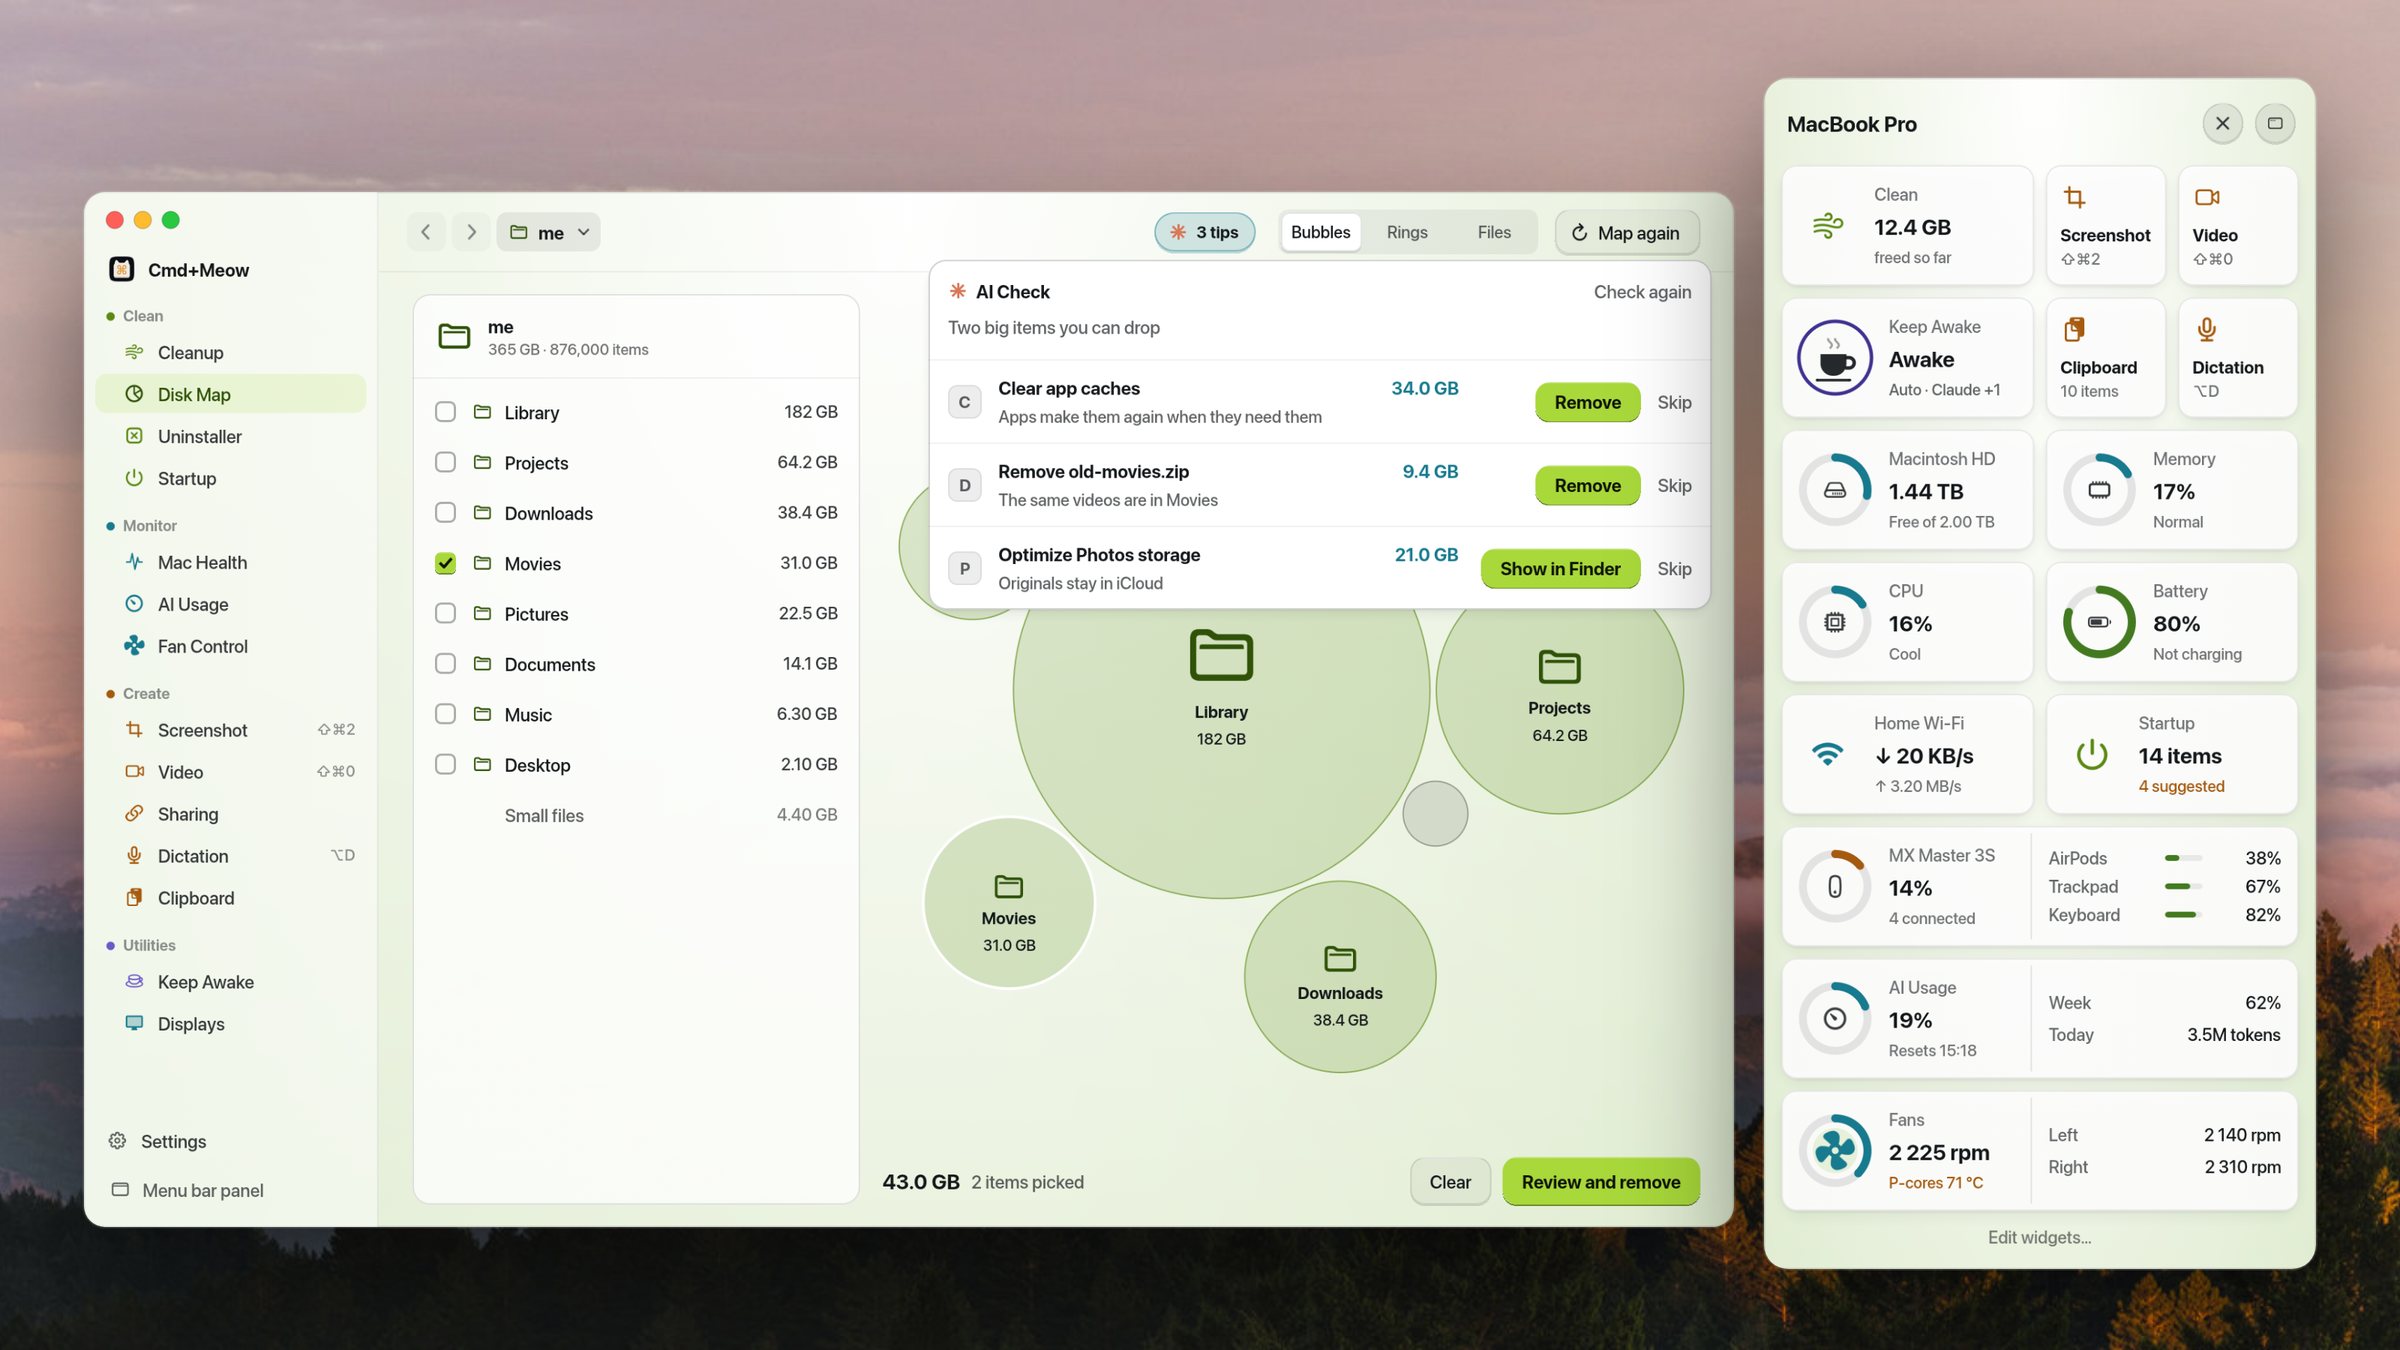 Cmd+Meow
Clean
Cleanup
Disk Map
Uninstaller
Startup
Monitor
Mac Health
AI Usage
Fan Control
Create
Screenshot ⇧⌘2
Video ⇧⌘0
Sharing
Dictation ⌥D
Clipboard
Utilities
Keep Awake
Displays
Settings
Menu bar panel
me
3 tips
Bubbles Rings Files
Map again
me
365 GB · 876,000 items
Library 182 GB
Projects 64.2 GB
Downloads 38.4 GB
Movies 31.0 GB
Pictures 22.5 GB
Documents 14.1 GB
Music 6.30 GB
Desktop 2.10 GB
Small files 4.40 GB
AI Check Check again
Two big items you can drop
C Clear app caches 34.0 GB Remove Skip
Apps make them again when they need them
D Remove old-movies.zip 9.4 GB Remove Skip
The same videos are in Movies
P Optimize Photos storage 21.0 GB Show in Finder Skip
Originals stay in iCloud
Library
182 GB
Projects
64.2 GB
Movies
31.0 GB
Downloads
38.4 GB
43.0 GB 2 items picked
Clear Review and remove
MacBook Pro
Clean
12.4 GB
freed so far
Screenshot
⇧⌘2
Video
⇧⌘0
Keep Awake
Awake
Auto · Claude +1
Clipboard
10 items
Dictation
⌥D
Macintosh HD
1.44 TB
Free of 2.00 TB
Memory
17%
Normal
CPU
16%
Cool
Battery
80%
Not charging
Home Wi-Fi
↓ 20 KB/s
↑ 3.20 MB/s
Startup
14 items
4 suggested
MX Master 3S
14%
4 connected
AirPods 38%
Trackpad 67%
Keyboard 82%
AI Usage
19%
Resets 15:18
Week 62%
Today 3.5M tokens
Fans
2 225 rpm
P-cores 71 °C
Left 2 140 rpm
Right 2 310 rpm
Edit widgets...